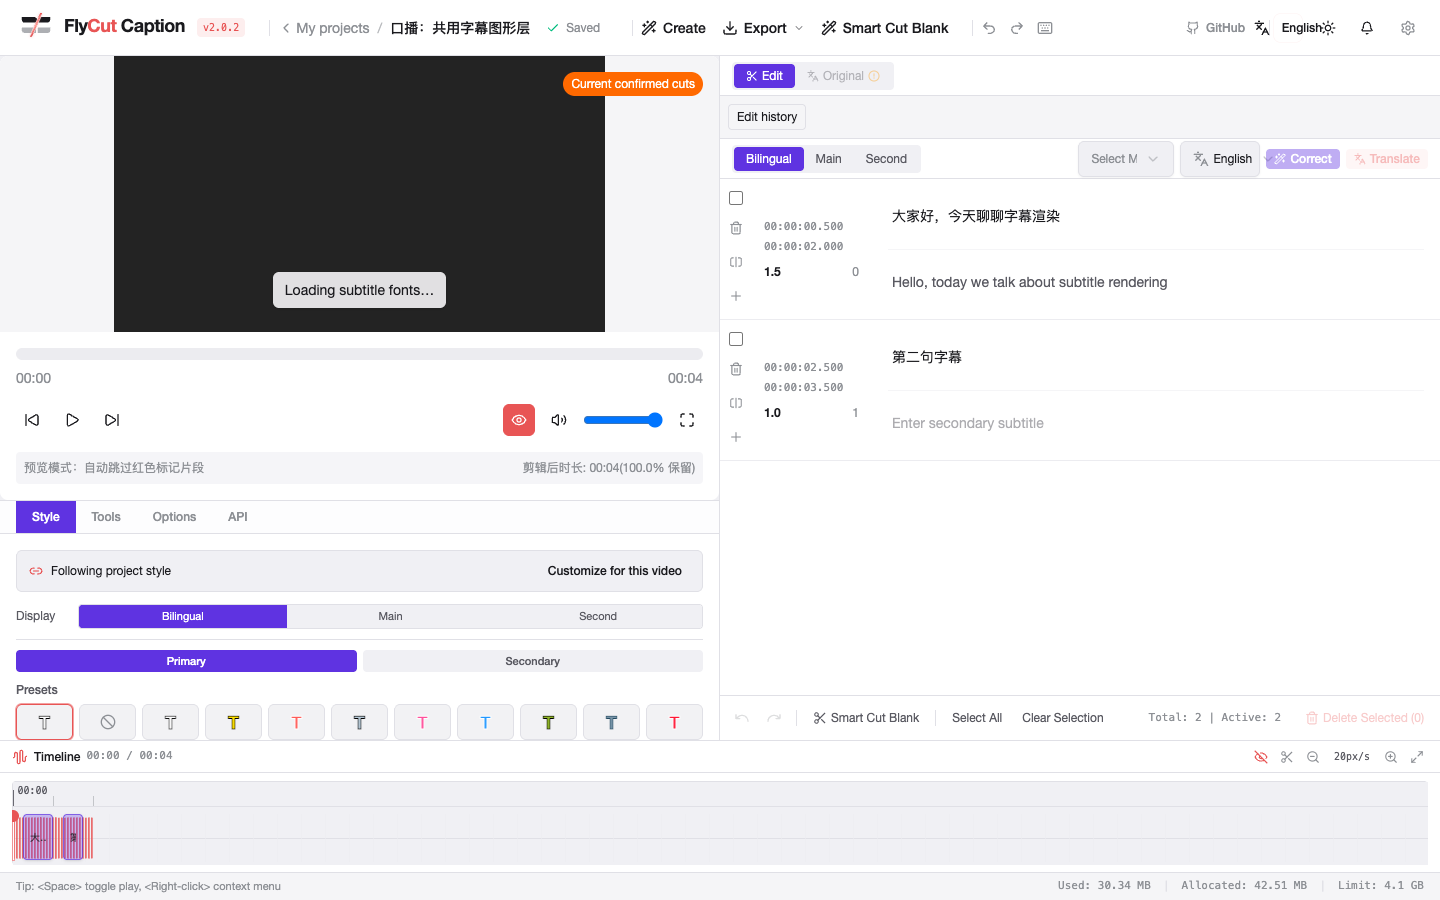 FlyCut Caption
v2.0.2
My projects / 口播：共用字幕图形层
Saved
Create
Export
Smart Cut Blank
GitHub
English
Current confirmed cuts
Loading subtitle fonts…
00:00
00:04
预览模式：自动跳过红色标记片段
剪辑后时长: 00:04(100.0% 保留)
Style
Tools
Options
API
Following project style
Customize for this video
Display
Bilingual
Main
Second
Primary
Secondary
Presets
T
T
T
T
T
T
T
T
T
T
Edit
Original
Edit history
Bilingual
Main
Second
Select M
English
Correct
Translate
00:00:00.500
00:00:02.000
1.5
0
大家好，今天聊聊字幕渲染
Hello, today we talk about subtitle rendering
00:00:02.500
00:00:03.500
1.0
1
第二句字幕
Enter secondary subtitle
Smart Cut Blank
Select All
Clear Selection
Total: 2 | Active: 2
Delete Selected (0)
Timeline
00:00 / 00:04
20px/s
00:00
大…
Tip: <Space> toggle play, <Right-click> context menu
Used: 30.34 MB
Allocated: 42.51 MB
Limit: 4.1 GB